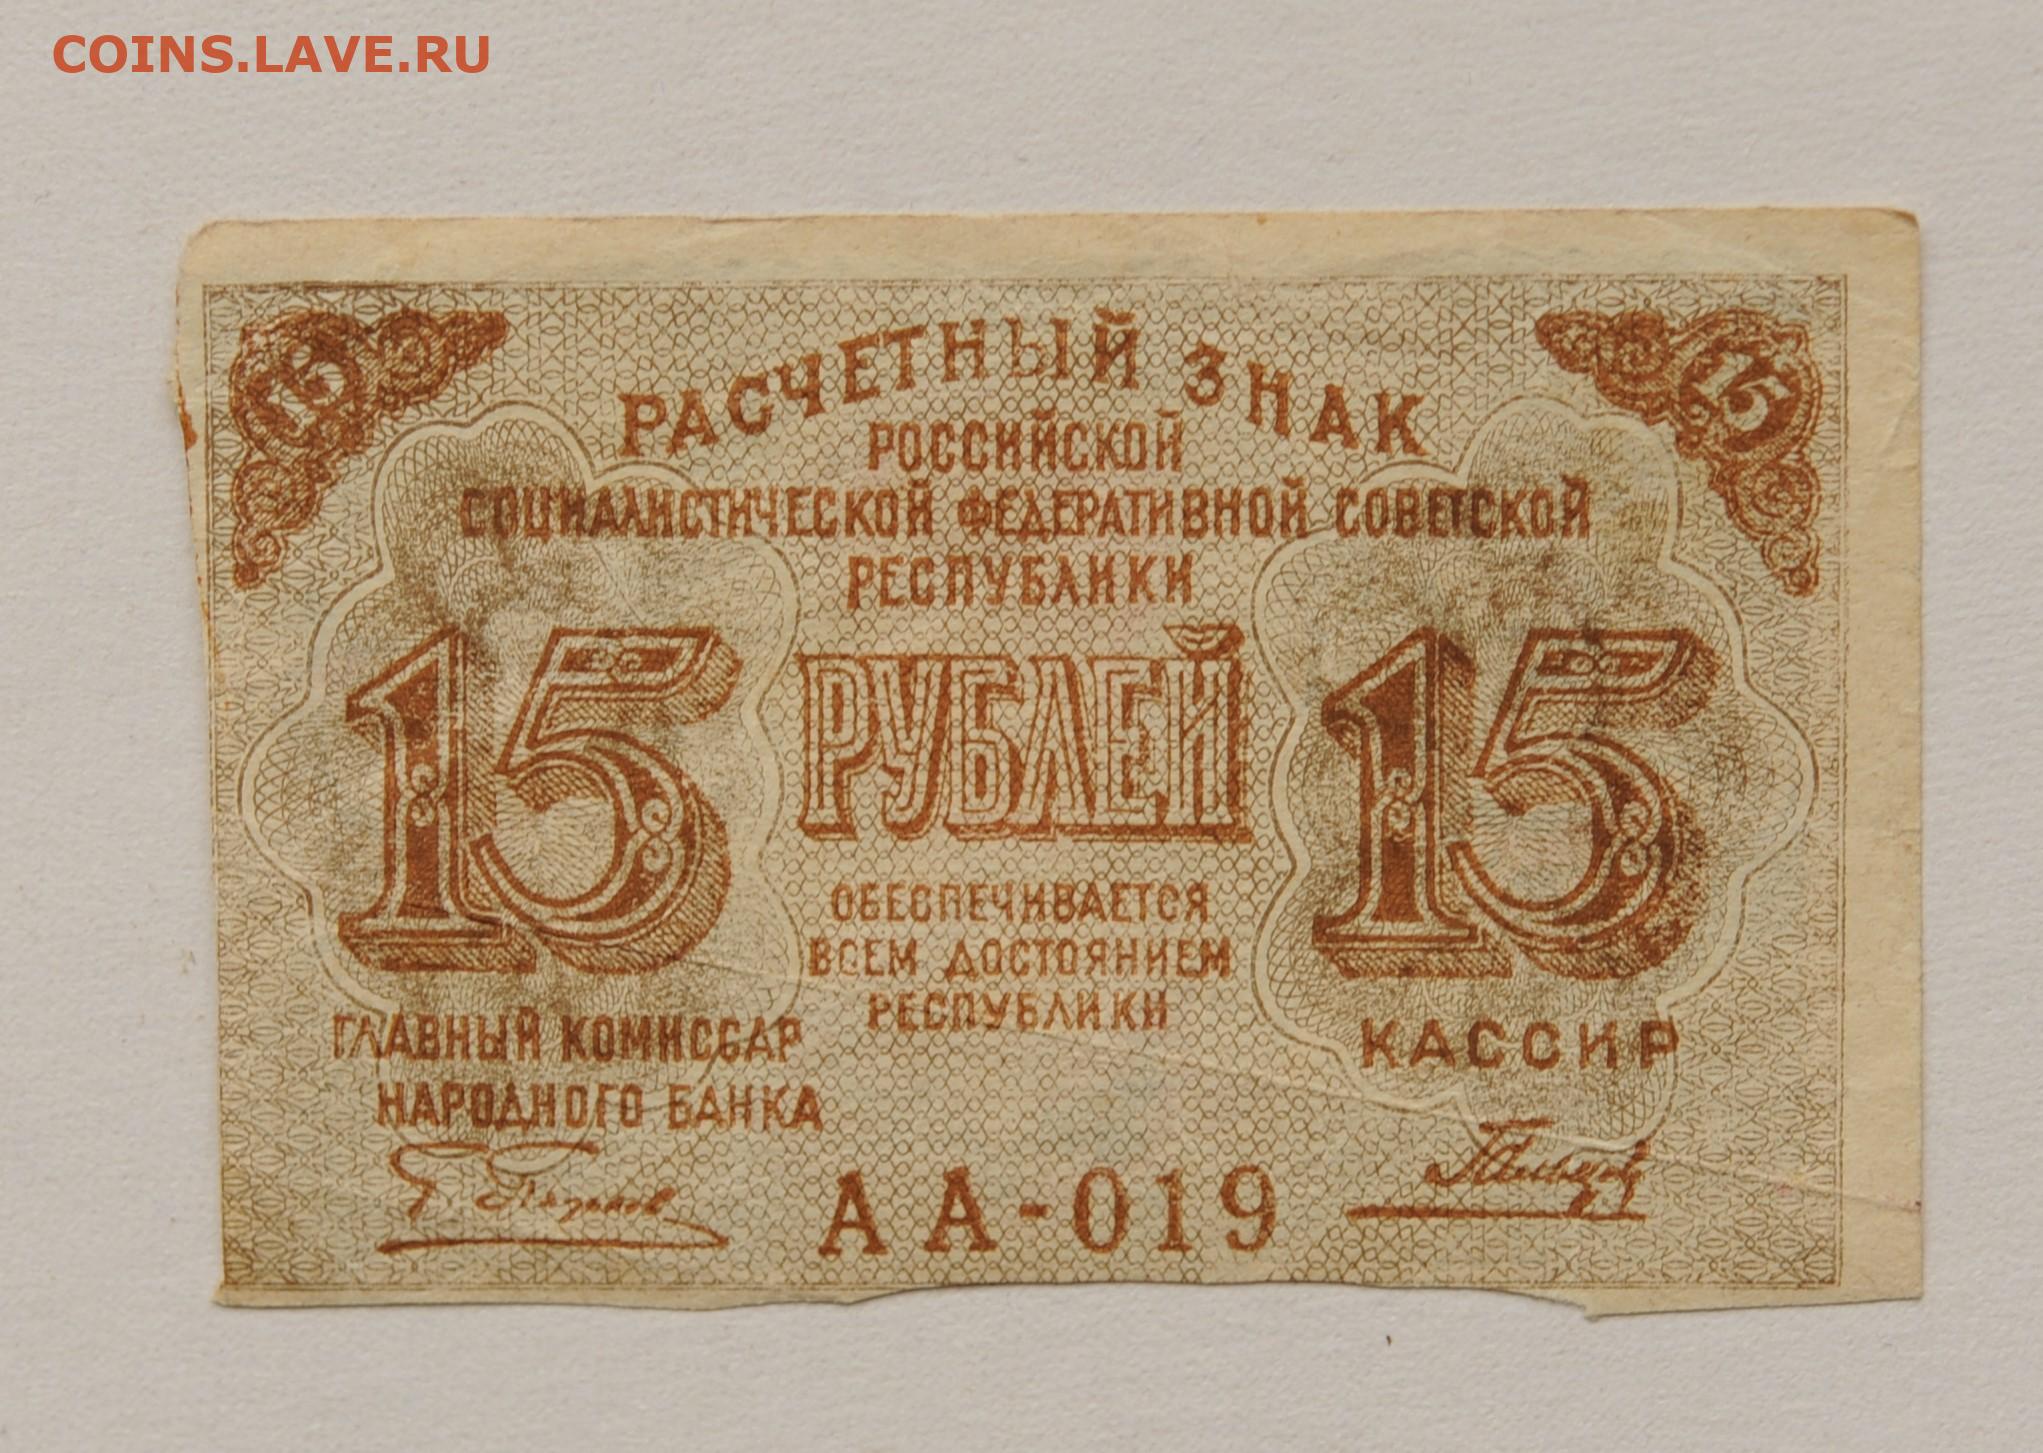 COINS.LAVE.RU
15
15
РАСЧЕТНЫЙ ЗНАК
РОССИЙСКОЙ
СОЦИАЛИСТИЧЕСКОЙ ФЕДЕРАТИВНОЙ СОВЕТСКОЙ
РЕСПУБЛИКИ
15 РУБЛЕЙ 15
ОБЕСПЕЧИВАЕТСЯ
ВСЕМ ДОСТОЯНИЕМ
РЕСПУБЛИКИ
ГЛАВНЫЙ КОМИССАР
НАРОДНОГО БАНКА
КАССИР
АА-019